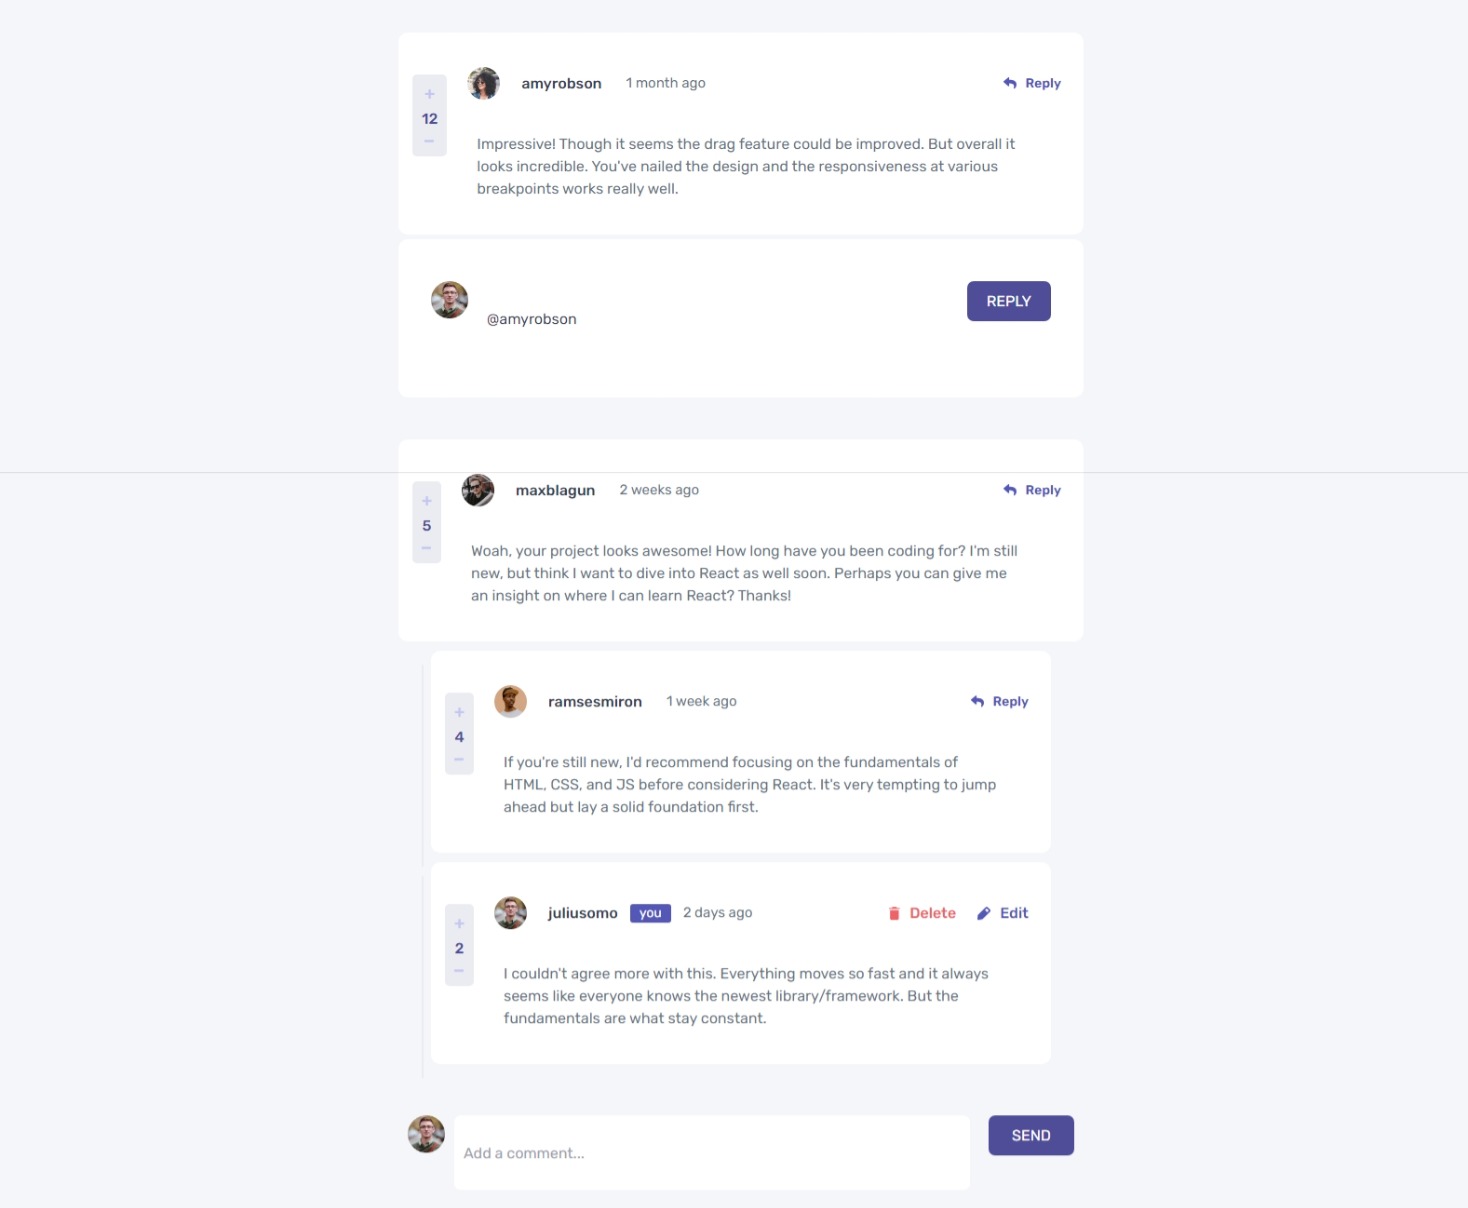 amyrobson 1 month ago Reply
+
12
−
Impressive! Though it seems the drag feature could be improved. But overall it
looks incredible. You've nailed the design and the responsiveness at various
breakpoints works really well.
@amyrobson
REPLY
maxblagun 2 weeks ago Reply
+
5
−
Woah, your project looks awesome! How long have you been coding for? I'm still
new, but think I want to dive into React as well soon. Perhaps you can give me
an insight on where I can learn React? Thanks!
ramsesmiron 1 week ago Reply
+
4
−
If you're still new, I'd recommend focusing on the fundamentals of
HTML, CSS, and JS before considering React. It's very tempting to jump
ahead but lay a solid foundation first.
juliusomo you 2 days ago Delete Edit
+
2
−
I couldn't agree more with this. Everything moves so fast and it always
seems like everyone knows the newest library/framework. But the
fundamentals are what stay constant.
Add a comment...
SEND